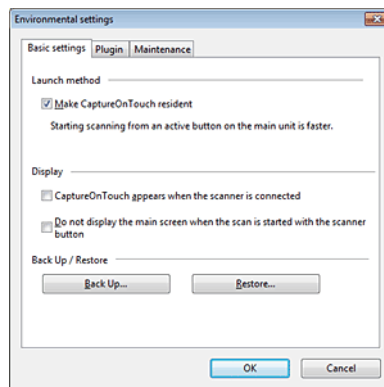 Environmental settings
Basic settings Plugin Maintenance
Launch method
Make CaptureOnTouch resident
Starting scanning from an active button on the main unit is faster.
Display
CaptureOnTouch appears when the scanner is connected
Do not display the main screen when the scan is started with the scanner
button
Back Up / Restore
Back Up... Restore...
OK Cancel